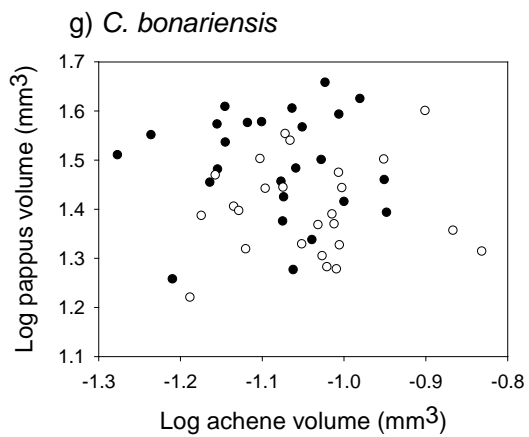 g) C. bonariensis
Log pappus volume (mm³)
1.7
1.6
1.5
1.4
1.3
1.2
1.1
-1.3 -1.2 -1.1 -1.0 -0.9 -0.8
Log achene volume (mm³)